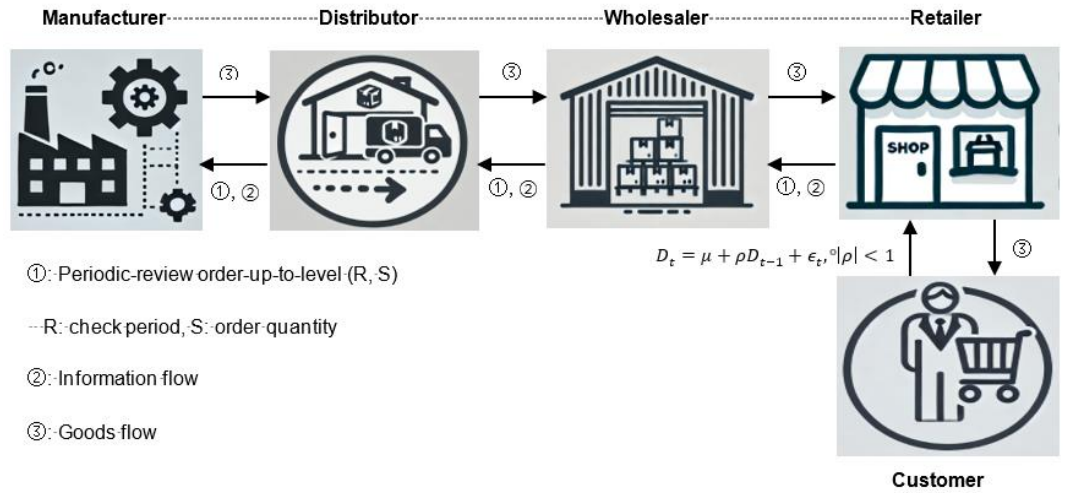 Manufacturer Distributor Wholesaler Retailer
③ ③ ③
SHOP
①, ② ①, ② ①, ②
D_t = μ + ρD_{t−1} + ϵ_t, |ρ| < 1
③
①: Periodic-review order-up-to-level (R, S)
R: check period, S: order quantity
②: Information flow
③: Goods flow
Customer